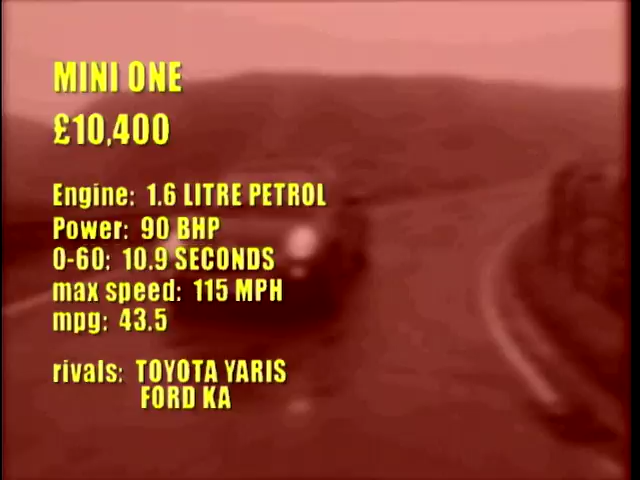 MINI ONE
£10,400
Engine: 1.6 LITRE PETROL
Power: 90 BHP
0-60: 10.9 SECONDS
max speed: 115 MPH
mpg: 43.5
rivals: TOYOTA YARIS
FORD KA